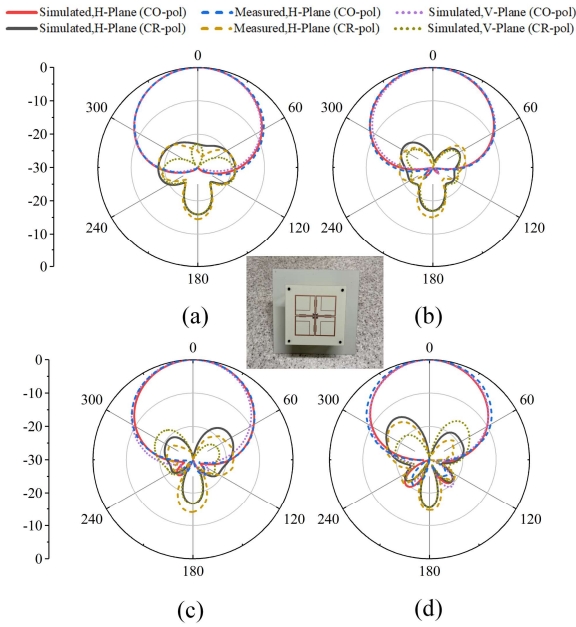 Simulated,H-Plane (CO-pol) Measured,H-Plane (CO-pol) Simulated,V-Plane (CO-pol)
Simulated,H-Plane (CR-pol) Measured,H-Plane (CR-pol) Simulated,V-Plane (CR-pol)
0 0 0
300 60 300 60
-10
-20
-30
-20
240 120 240 120
-10
0
180 180
(a) (b)
0 0 0
300 60 300 60
-10
-20
-30
-20
240 120 240 120
-10
0
180 180
(c) (d)